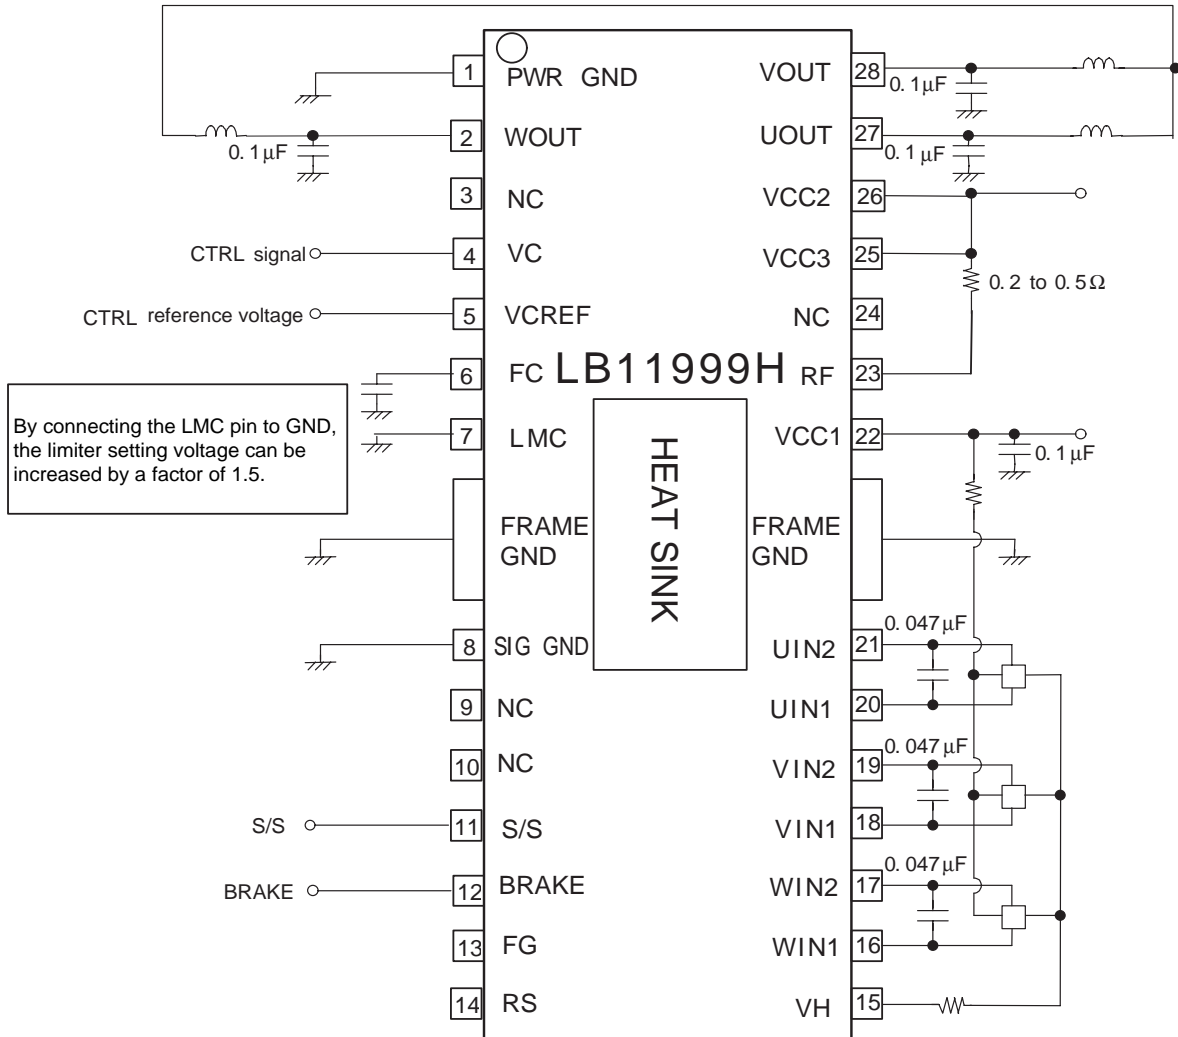 1 PWR GND VOUT 28
0.1µF
2 WOUT UOUT 27
0.1µF 0.1µF
3 NC VCC2 26
CTRL signal 4 VC VCC3 25
0.2 to 0.5Ω
CTRL reference voltage 5 VCREF NC 24
6 FC LB11999H RF 23
By connecting the LMC pin to GND,
the limiter setting voltage can be
increased by a factor of 1.5.
7 LMC VCC1 22
0.1µF
HEAT SINK
FRAME GND
FRAME GND
0.047µF
8 SIG GND UIN2 21
9 NC UIN1 20
0.047µF
10 NC VIN2 19
S/S 11 S/S VIN1 18
0.047µF
BRAKE 12 BRAKE WIN2 17
13 FG WIN1 16
14 RS VH 15